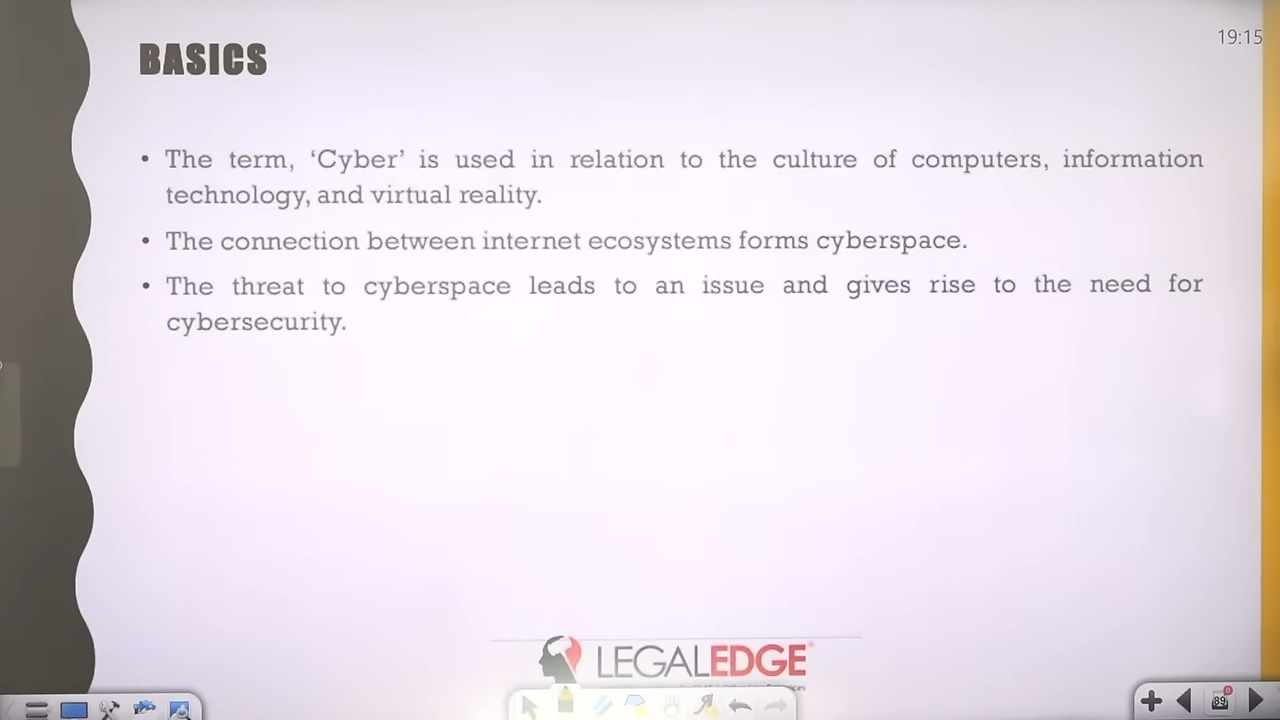 19:15
BASICS
• The term, ‘Cyber’ is used in relation to the culture of computers, information
technology, and virtual reality.
• The connection between internet ecosystems forms cyberspace.
• The threat to cyberspace leads to an issue and gives rise to the need for
cybersecurity.
LEGALEDGE
89